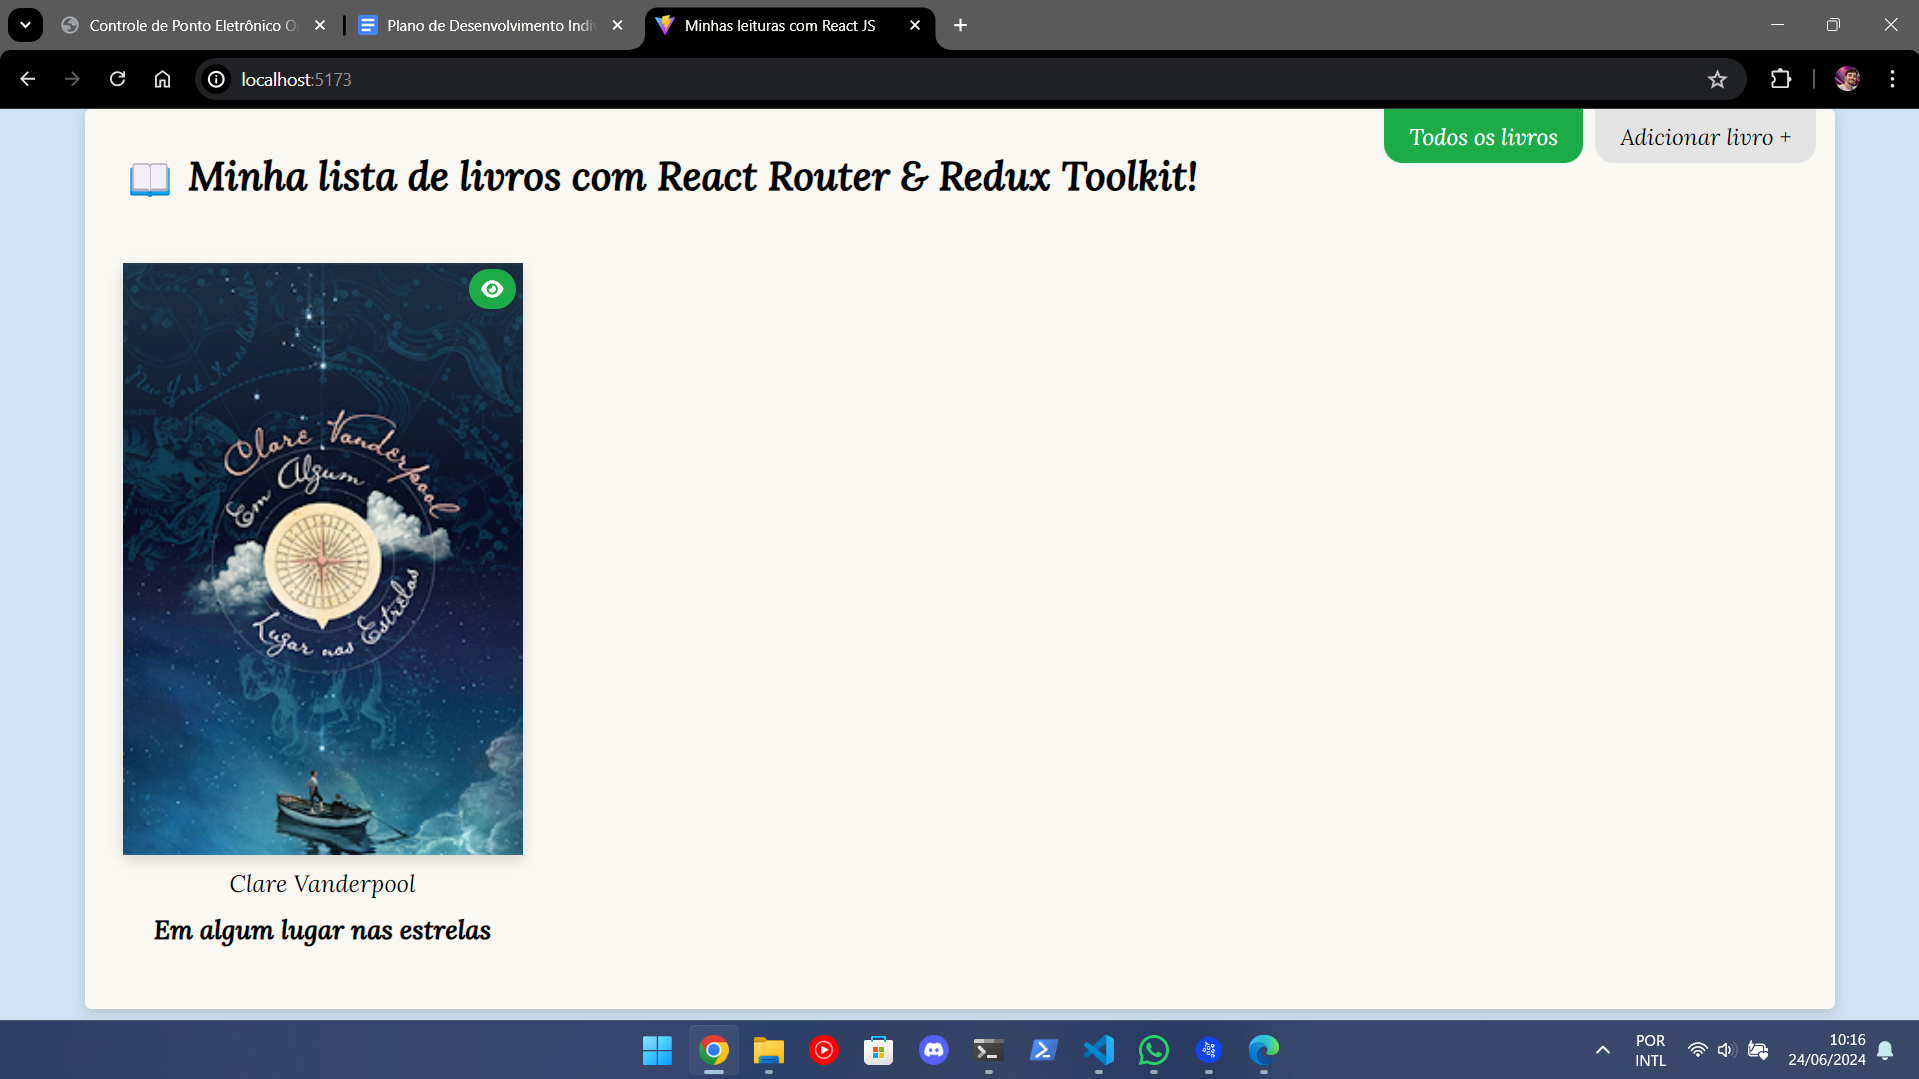 Controle de Ponto Eletrônico O
Plano de Desenvolvimento Indi
Minhas leituras com React JS
localhost:5173
Todos os livros
Adicionar livro +
📖 Minha lista de livros com React Router & Redux Toolkit!
Clare Vanderpool
Em Algum
Lugar nas Estrelas
Clare Vanderpool
Em algum lugar nas estrelas
POR
INTL
10:16
24/06/2024